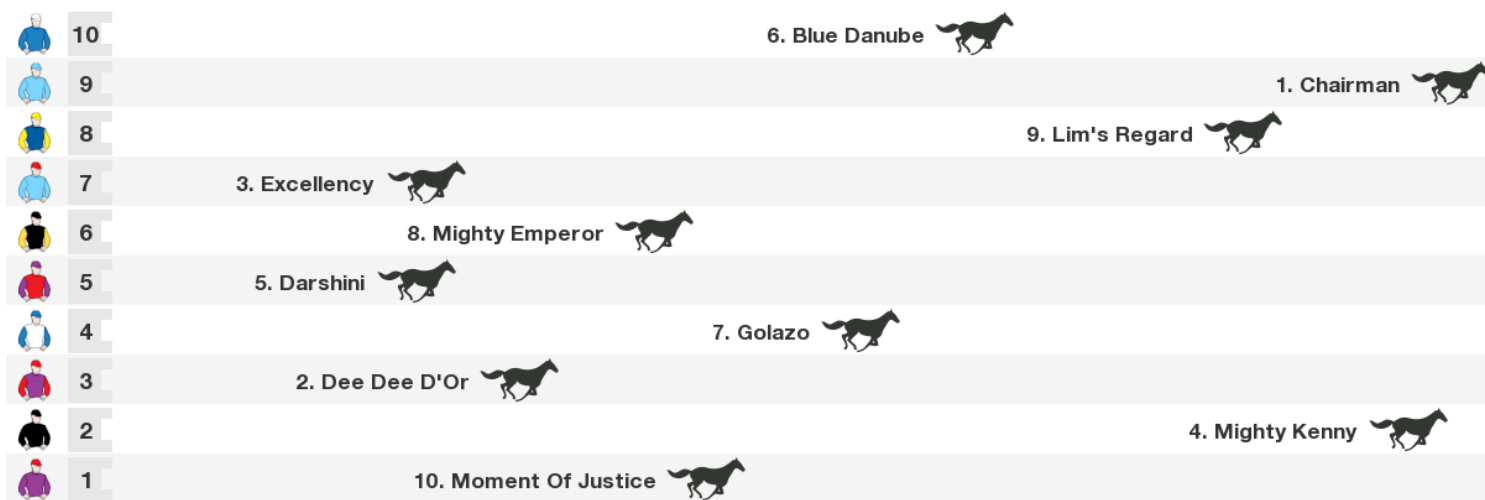 10 6. Blue Danube
9 1. Chairman
8 9. Lim's Regard
7 3. Excellency
6 8. Mighty Emperor
5 5. Darshini
4 7. Golazo
3 2. Dee Dee D'Or
2 4. Mighty Kenny
1 10. Moment Of Justice